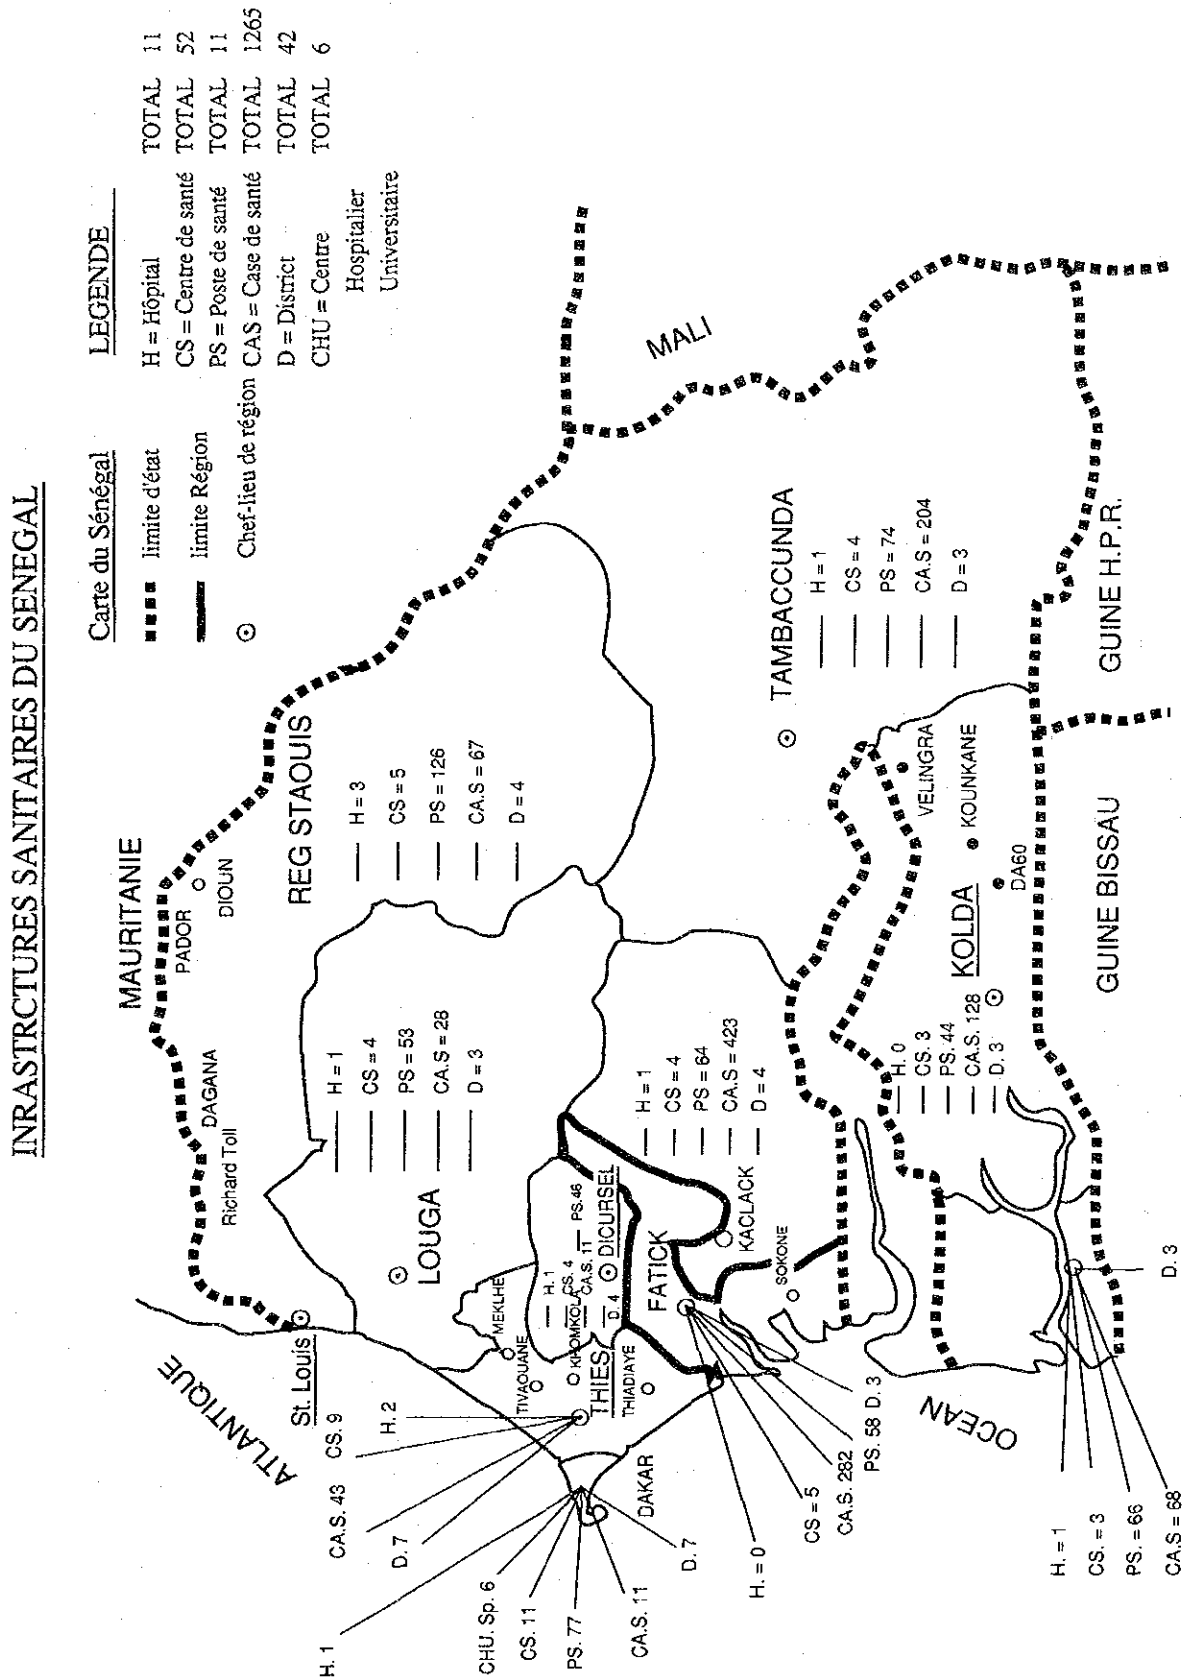 INRASTRCTURES SANITAIRES DU SENEGAL
Carte du Sénégal
limite d'état
limite Région
Chef-lieu de région
LEGENDE
H = Hôpital TOTAL 11
CS = Centre de santé TOTAL 52
PS = Poste de santé TOTAL 11
CAS = Case de santé TOTAL 1265
D = District TOTAL 42
CHU = Centre TOTAL 6
Hospitalier
Universitaire
MAURITANIE
PADOR
DIOUN
DAGANA
Richard Toll
St. Louis
ATLANTIQUE
REG STAOUIS
H = 3
CS = 5
PS = 126
CA.S = 67
D = 4
MALI
LOUGA
H = 1
CS = 4
PS = 53
CA.S = 28
D = 3
MEKLHE
TIVAOUANE
KHOMKOLA
THIES
THIADIAYE
CS. 9
H. 2
CA.S. 43
D. 7
H. 1
CS. 4
CA.S. 11
D. 4
PS. 46
DICURSEL
DAKAR
H. 1
CHU. Sp. 6
CS. 11
PS. 77
CA.S. 11
D. 7
FATICK
H. = 0
CS = 5
CA.S. 282
PS. 58
D. 3
KACLACK
SOKONE
H = 1
CS = 4
PS = 64
CA.S = 423
D = 4
TAMBACCUNDA
H = 1
CS = 4
PS = 74
CA.S = 204
D = 3
KOLDA
VELINGRA
KOUNKANE
DA60
H. 0
CS. 3
PS. 44
CA.S. 128
D. 3
GUINE BISSAU
GUINE H.P.R.
OCEAN
H. = 1
CS. = 3
PS. = 66
CA.S = 68
D. 3